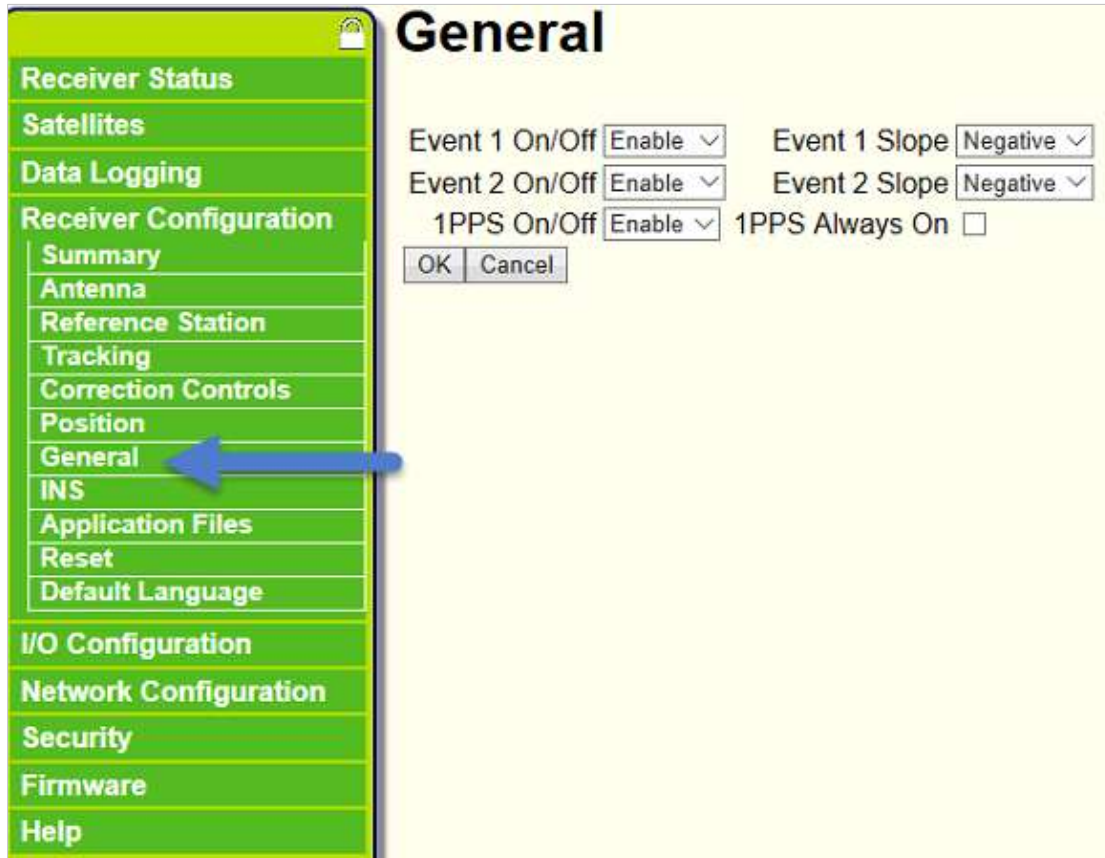 General
Receiver Status
Satellites
Data Logging
Receiver Configuration
Summary
Antenna
Reference Station
Tracking
Correction Controls
Position
General
INS
Application Files
Reset
Default Language
I/O Configuration
Network Configuration
Security
Firmware
Help
Event 1 On/Off Enable Event 1 Slope Negative
Event 2 On/Off Enable Event 2 Slope Negative
1PPS On/Off Enable 1PPS Always On
OK Cancel